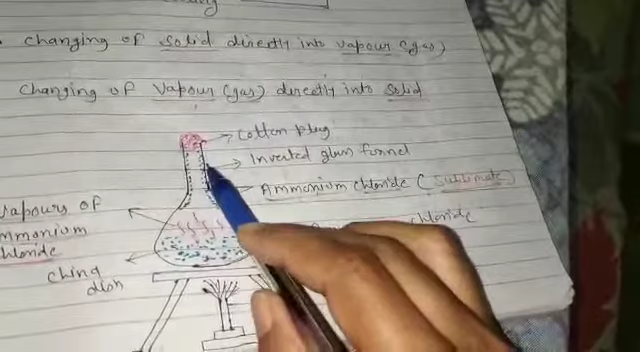 Changing of solid directly into vapour (gas)
Changing of Vapour (gas) directly into solid
Cotton plug
Inverted glass funnel
Ammonium chloride (sublimate)
Vapours of
Ammonium
chloride
chloride
China
dish